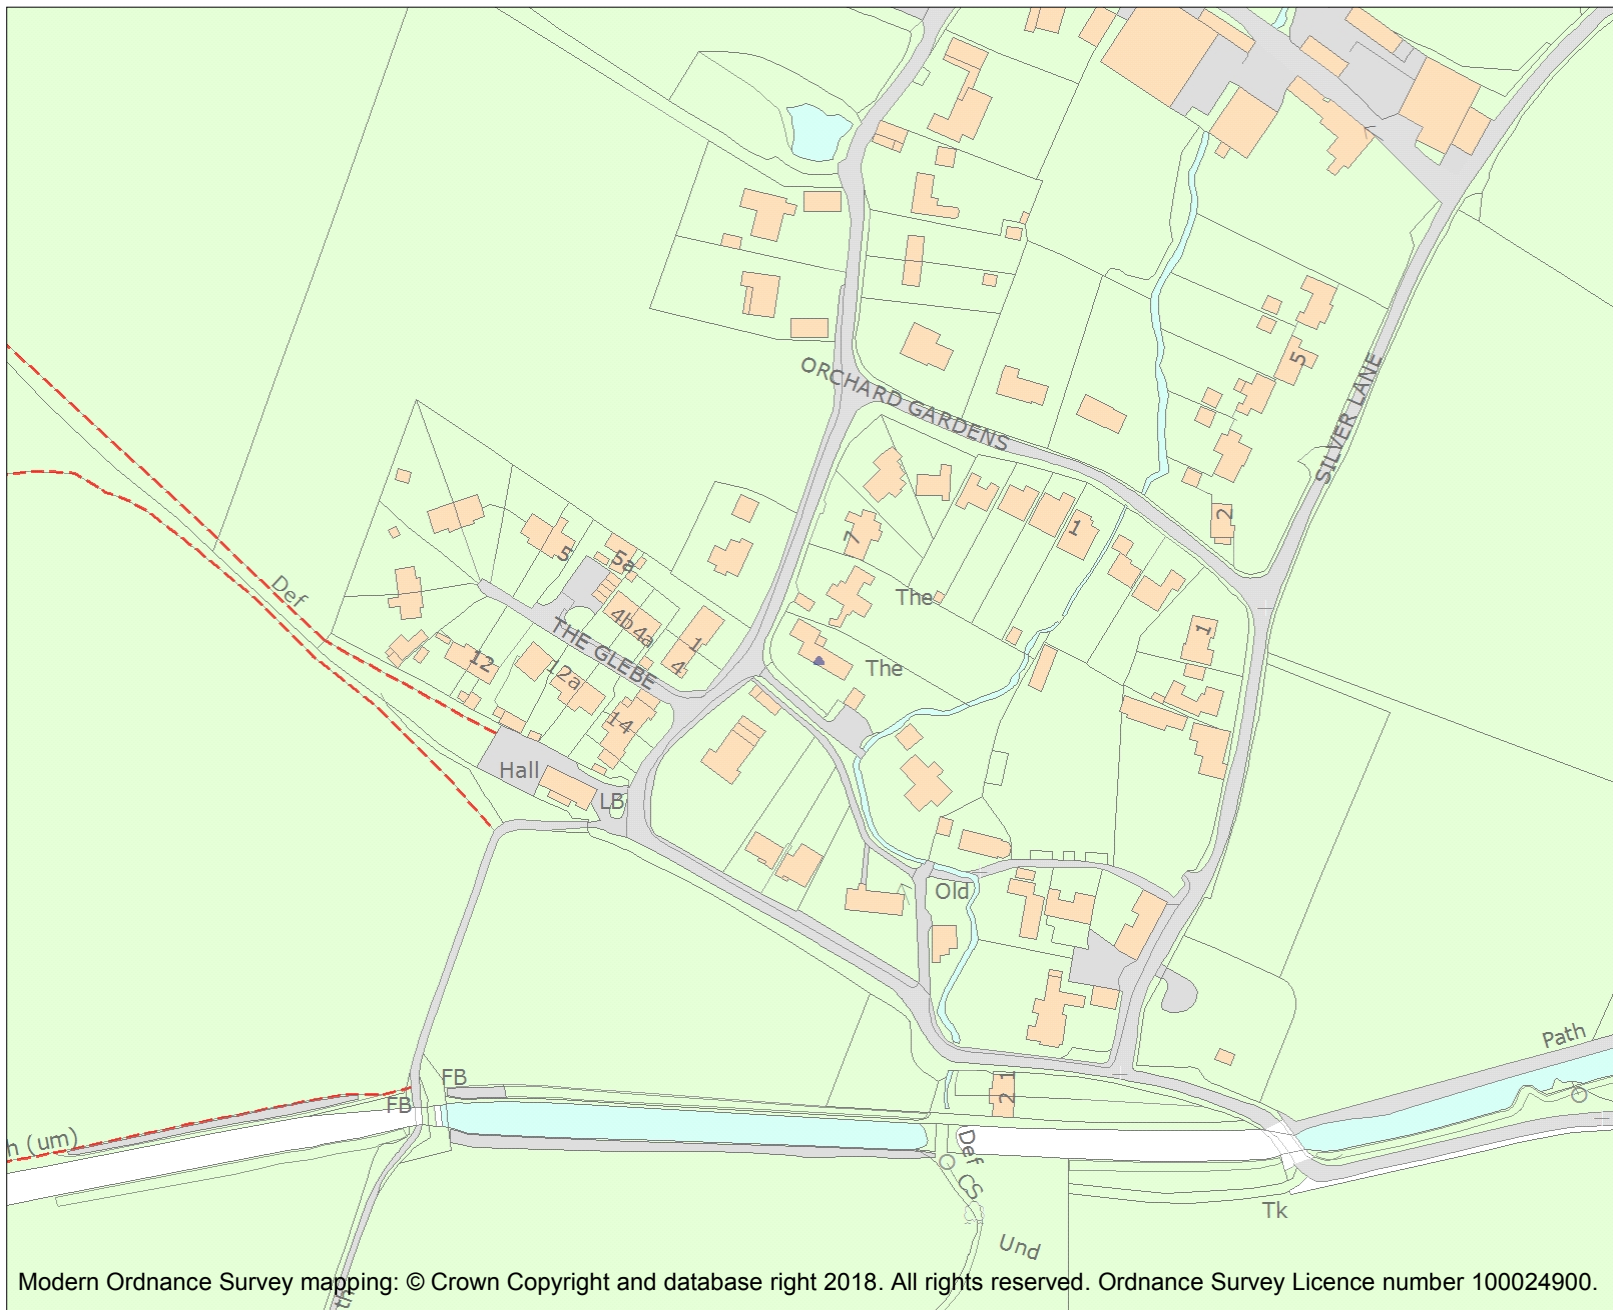 ORCHARD GARDENS
SILVER LANE
5
2
1
7
The
5
5a
Def
4b
4a
THE GLEBE
1
4
12
12a
14
The
1
Hall
LB
Old
Path
FB
FB
h (um)
1
2
Def
CS
Tk
Und
th
Modern Ordnance Survey mapping: © Crown Copyright and database right 2018. All rights reserved. Ordnance Survey Licence number 100024900.